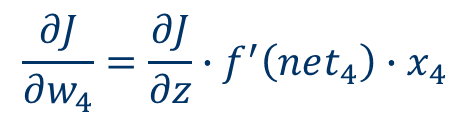 ∂J/∂w₄ = ∂J/∂z · f′(net₄) · x₄